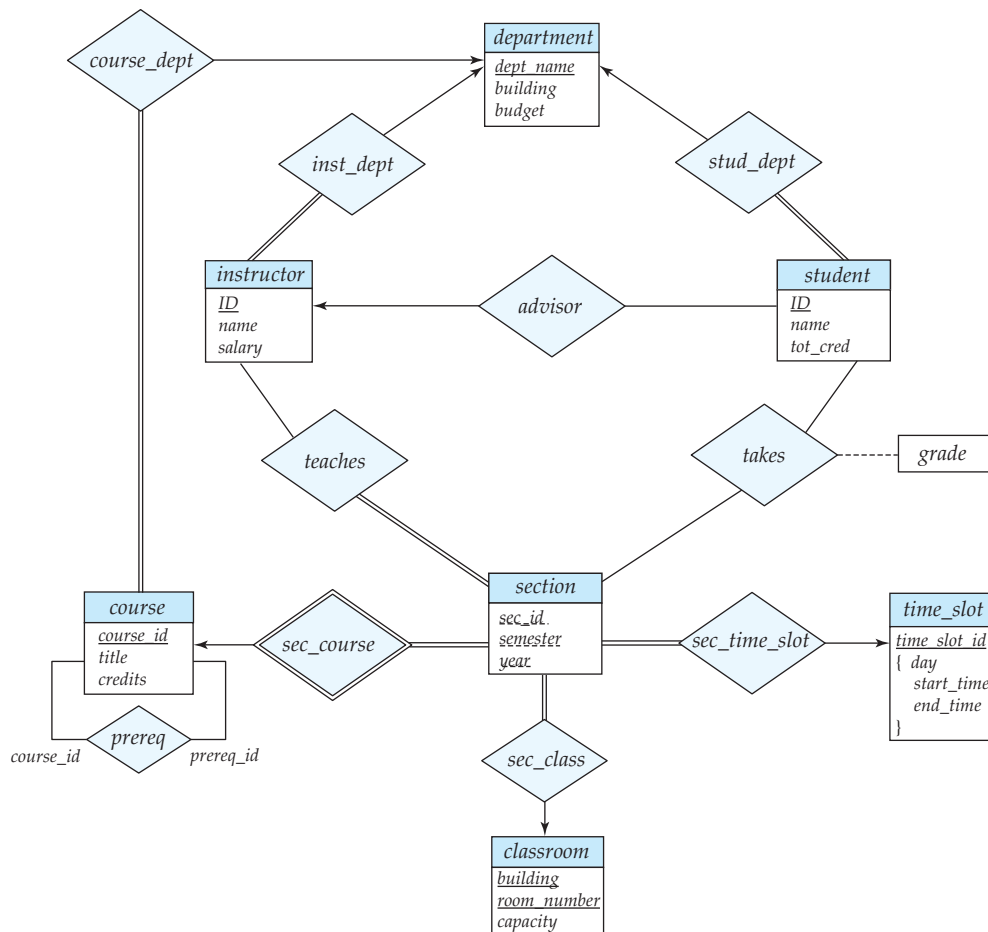 department
course_dept
dept_name
building
budget
inst_dept
stud_dept
instructor
ID
name
salary
advisor
student
ID
name
tot_cred
teaches
takes
grade
course
course_id
title
credits
sec_course
section
sec_id
semester
year
sec_time_slot
time_slot
time_slot_id
{ day
start_time
end_time
}
prereq
course_id
prereq_id
sec_class
classroom
building
room_number
capacity